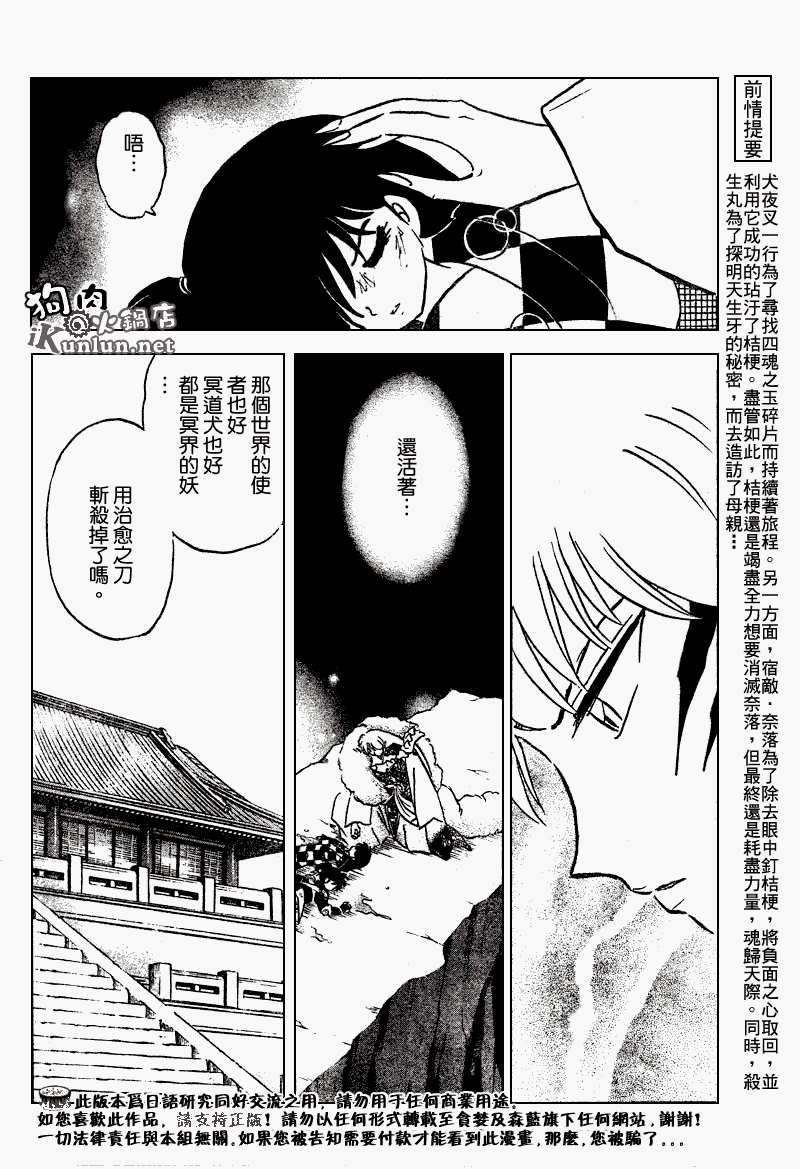 前情提要
犬夜叉一行為了尋找四魂之玉碎片而持續著旅程。另一方面，宿敵．奈落為了除去眼中釘桔梗，將負面之心取回，並
利用它成功的玷汙了桔梗。盡管如此，桔梗還是竭盡全力想要消滅奈落，但最終還是耗盡力量，魂歸天際。同時，殺
生丸為了探明天生牙的秘密，而去造訪了母親…
唔…
狗肉
火鍋店
iKunlun.net
還活著…
那個世界的使
者也好
冥道犬也好
都是冥界的妖
…
用治愈之刀
斬殺掉了嗎。
此版本爲日語研究同好交流之用，請勿用于任何商業用途。
如您喜歡此作品，請支持正版！請勿以任何形式轉載至貪婪及森藍旗下任何網站，謝謝！
一切法律責任與本組無關。如果您被告知需要付款才能看到此漫畫，那麼，您被騙了...